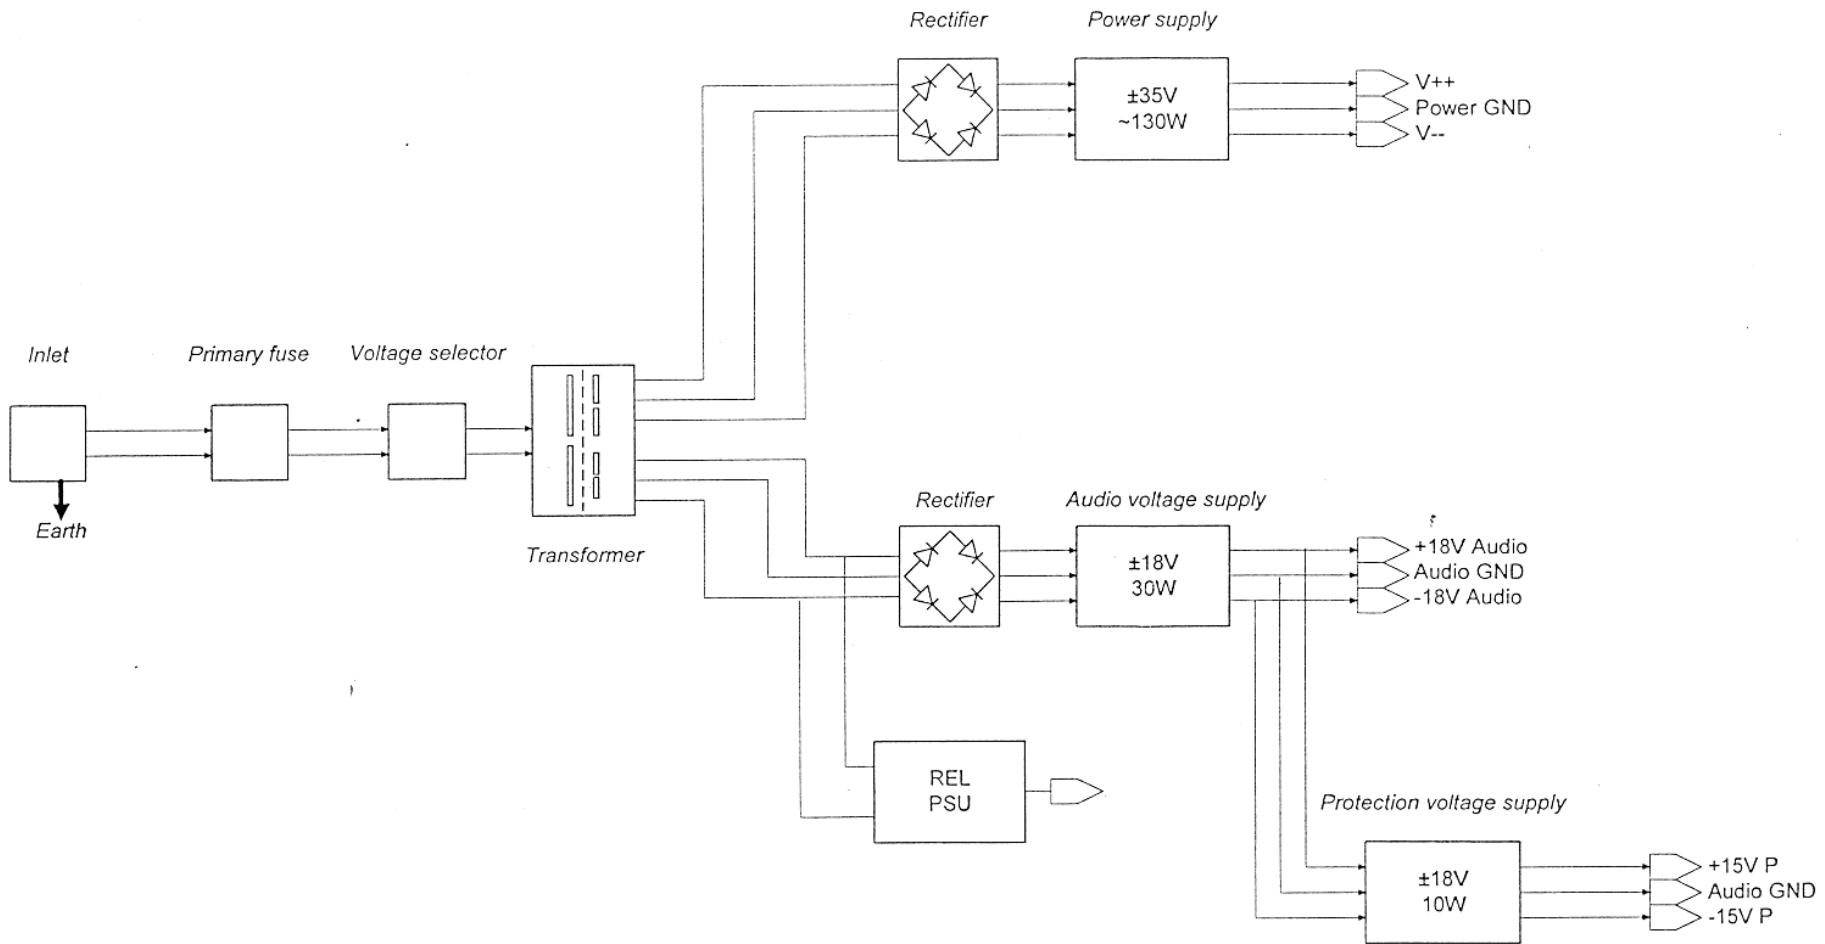 Rectifier
Power supply
±35V
~130W
V++
Power GND
V--
Inlet
Primary fuse
Voltage selector
Earth
Transformer
Rectifier
Audio voltage supply
±18V
30W
+18V Audio
Audio GND
-18V Audio
REL
PSU
Protection voltage supply
±18V
10W
+15V P
Audio GND
-15V P